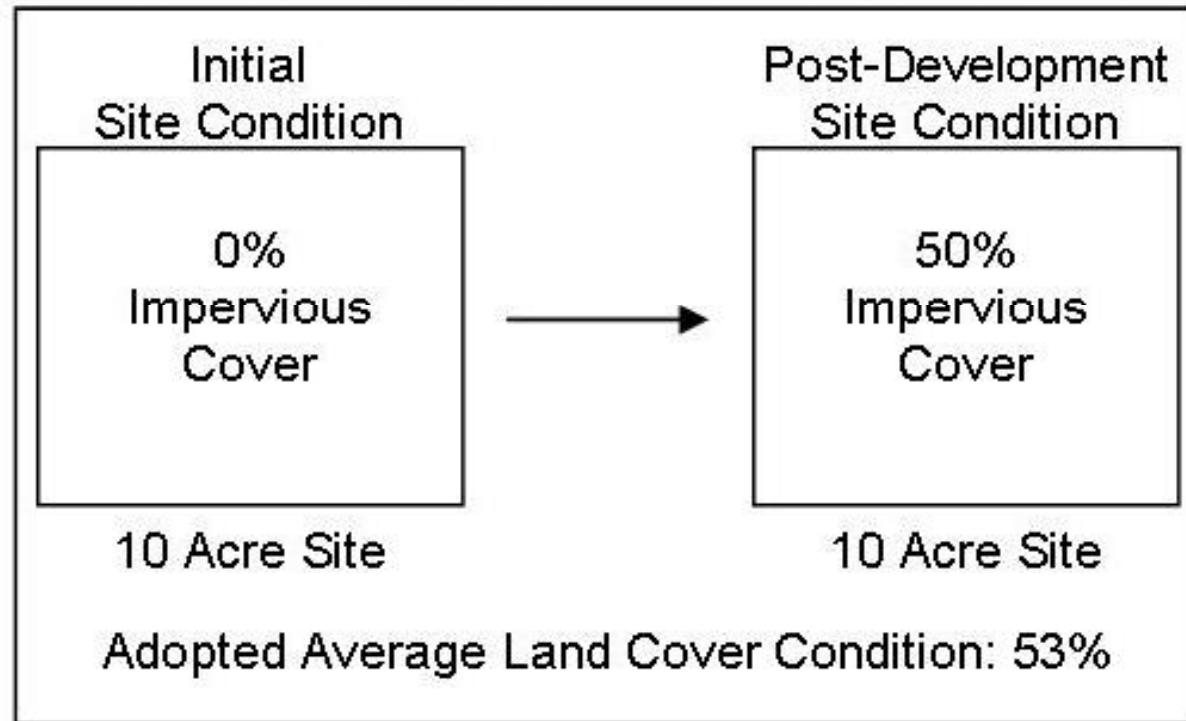 Initial
Site Condition
0%
Impervious
Cover
10 Acre Site
Post-Development
Site Condition
50%
Impervious
Cover
10 Acre Site
Adopted Average Land Cover Condition: 53%